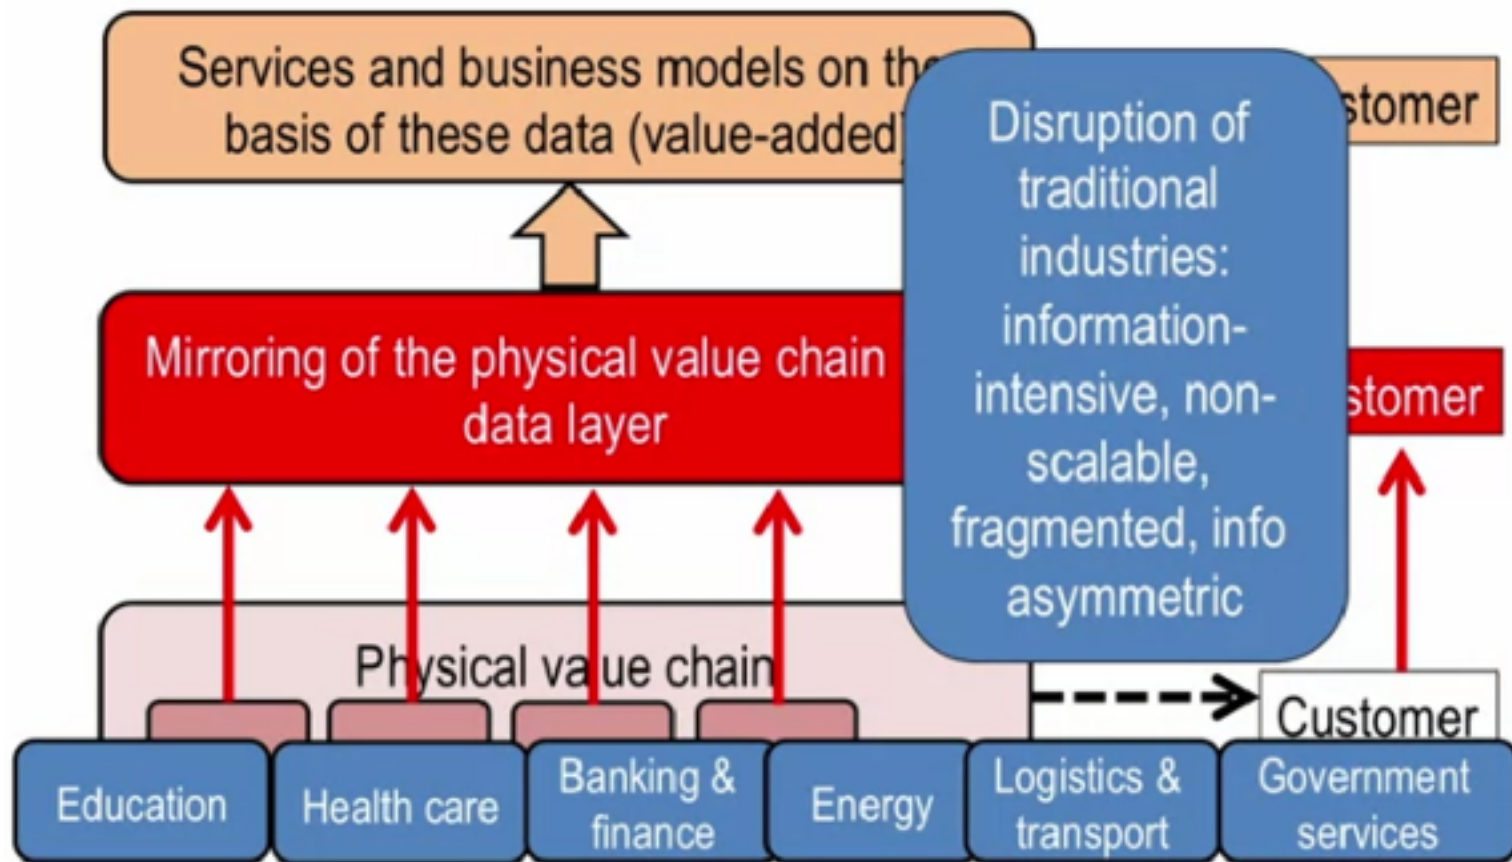 Services and business models on the
basis of these data (value-added)
Disruption of
traditional
industries:
information-
intensive, non-
scalable,
fragmented, info
asymmetric
stomer
Mirroring of the physical value chain
data layer
stomer
Physical value chain
Customer
Education
Health care
Banking &
finance
Energy
Logistics &
transport
Government
services